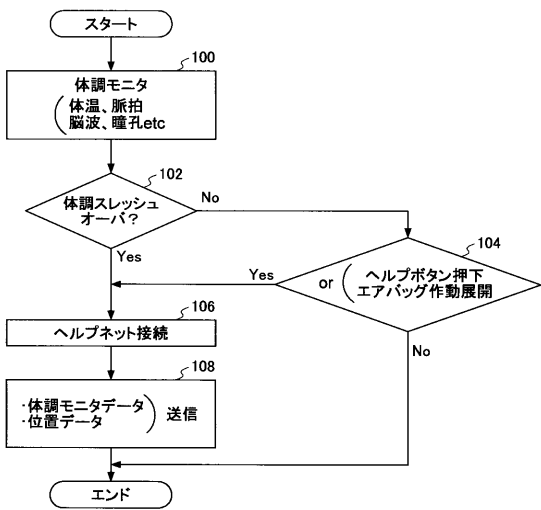 スタート
100
体調モニタ
体温、脈拍
脳波、瞳孔etc
102
体調スレッシュ
オーバ?
No
Yes
104
or
ヘルプボタン押下
エアバッグ作動展開
Yes
No
106
ヘルプネット接続
108
・体調モニタデータ
・位置データ
送信
エンド